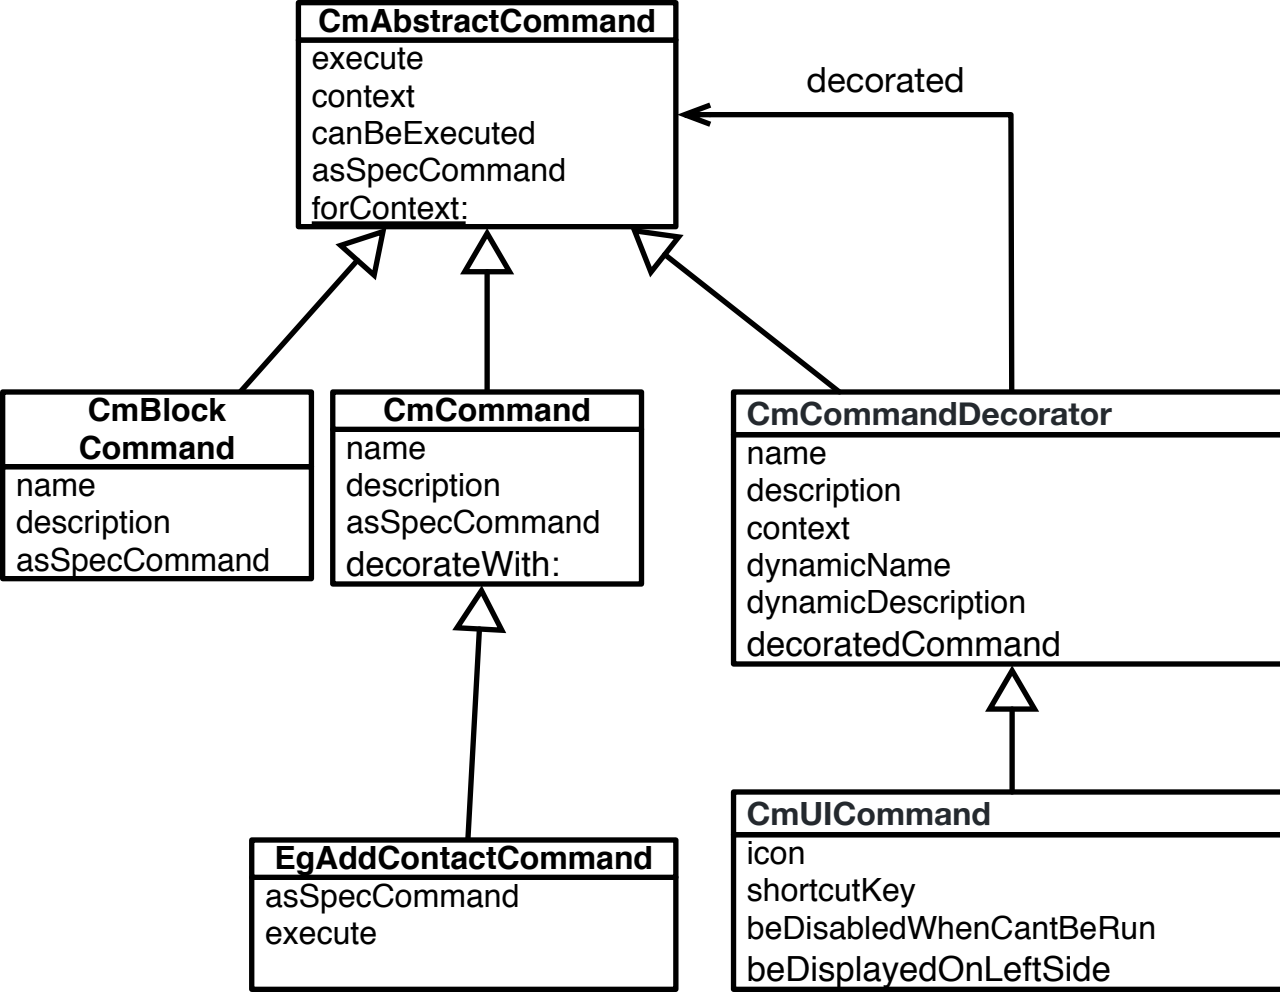 CmAbstractCommand
execute
context
canBeExecuted
asSpecCommand
forContext:
decorated
CmBlock
Command
name
description
asSpecCommand
CmCommand
name
description
asSpecCommand
decorateWith:
CmCommandDecorator
name
description
context
dynamicName
dynamicDescription
decoratedCommand
EgAddContactCommand
asSpecCommand
execute
CmUICommand
icon
shortcutKey
beDisabledWhenCantBeRun
beDisplayedOnLeftSide